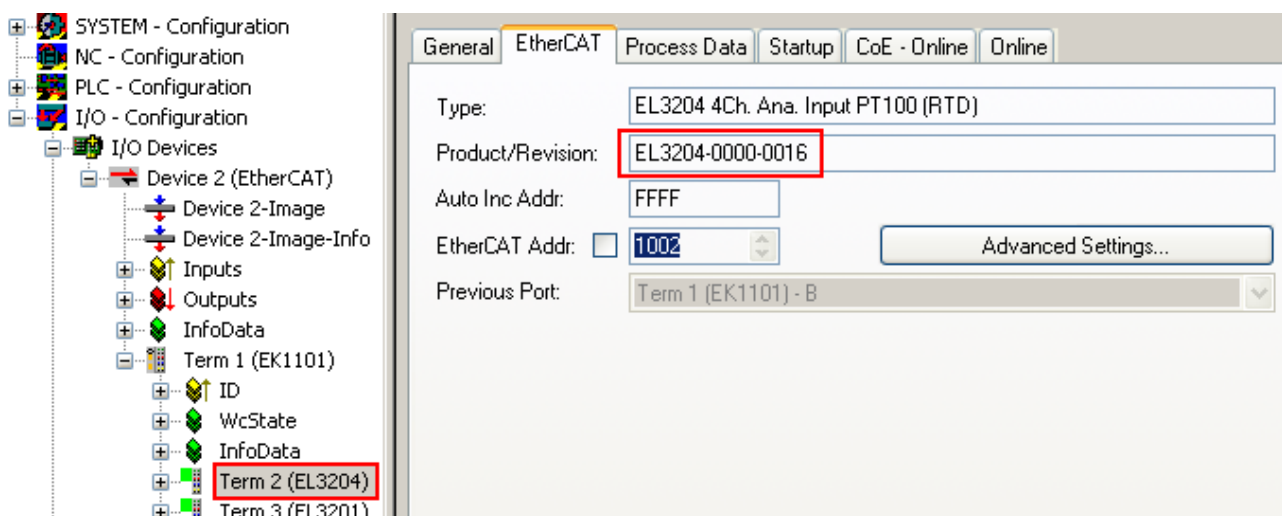 SYSTEM - Configuration
NC - Configuration
PLC - Configuration
I/O - Configuration
I/O Devices
Device 2 (EtherCAT)
Device 2-Image
Device 2-Image-Info
Inputs
Outputs
InfoData
Term 1 (EK1101)
ID
WcState
InfoData
Term 2 (EL3204)
Term 3 (EL3201)
General EtherCAT Process Data Startup CoE - Online Online
Type: EL3204 4Ch. Ana. Input PT100 (RTD)
Product/Revision: EL3204-0000-0016
Auto Inc Addr: FFFF
EtherCAT Addr: 1002 Advanced Settings...
Previous Port: Term 1 (EK1101) - B